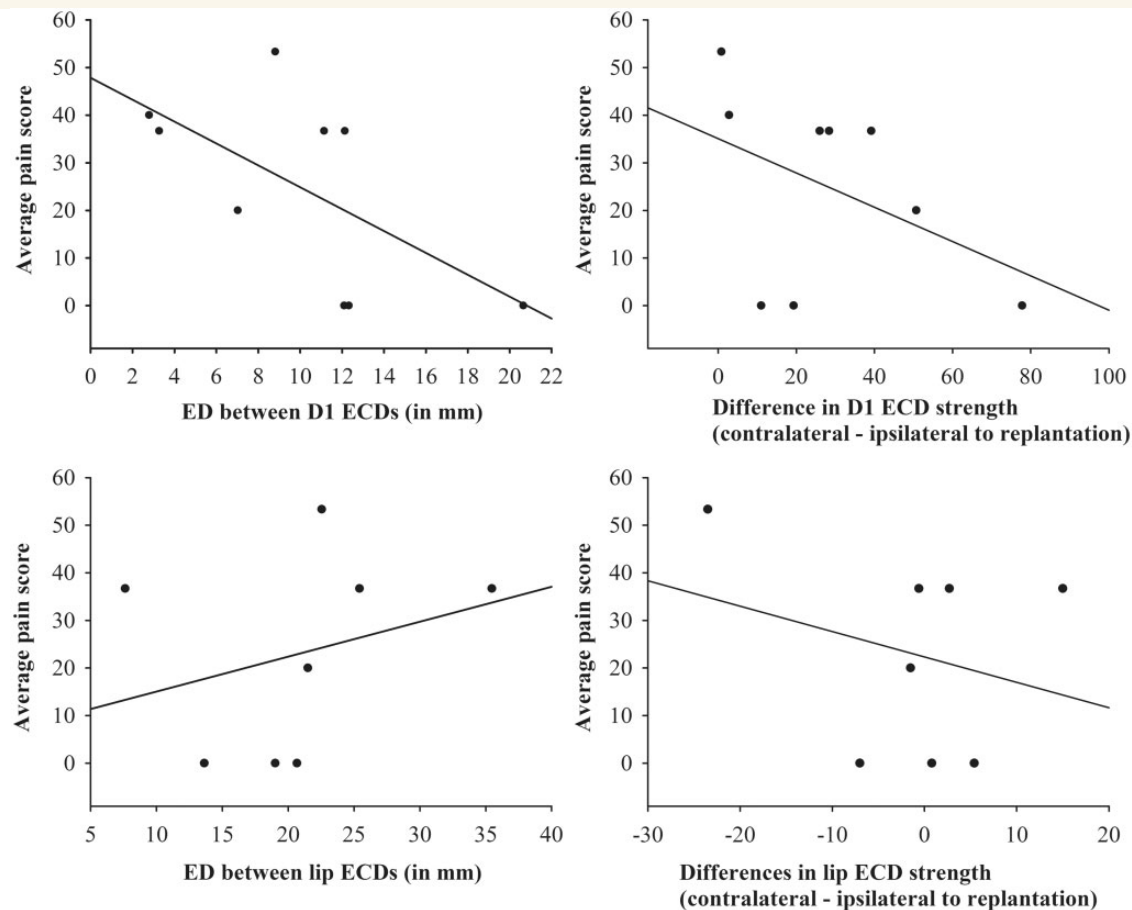 60
50
40
30
20
10
0
Average pain score
0 2 4 6 8 10 12 14 16 18 20 22
ED between D1 ECDs (in mm)
60
50
40
30
20
10
0
Average pain score
0 20 40 60 80 100
Difference in D1 ECD strength
(contralateral - ipsilateral to replantation)
60
50
40
30
20
10
0
Average pain score
5 10 15 20 25 30 35 40
ED between lip ECDs (in mm)
60
50
40
30
20
10
0
Average pain score
-30 -20 -10 0 10 20
Differences in lip ECD strength
(contralateral - ipsilateral to replantation)